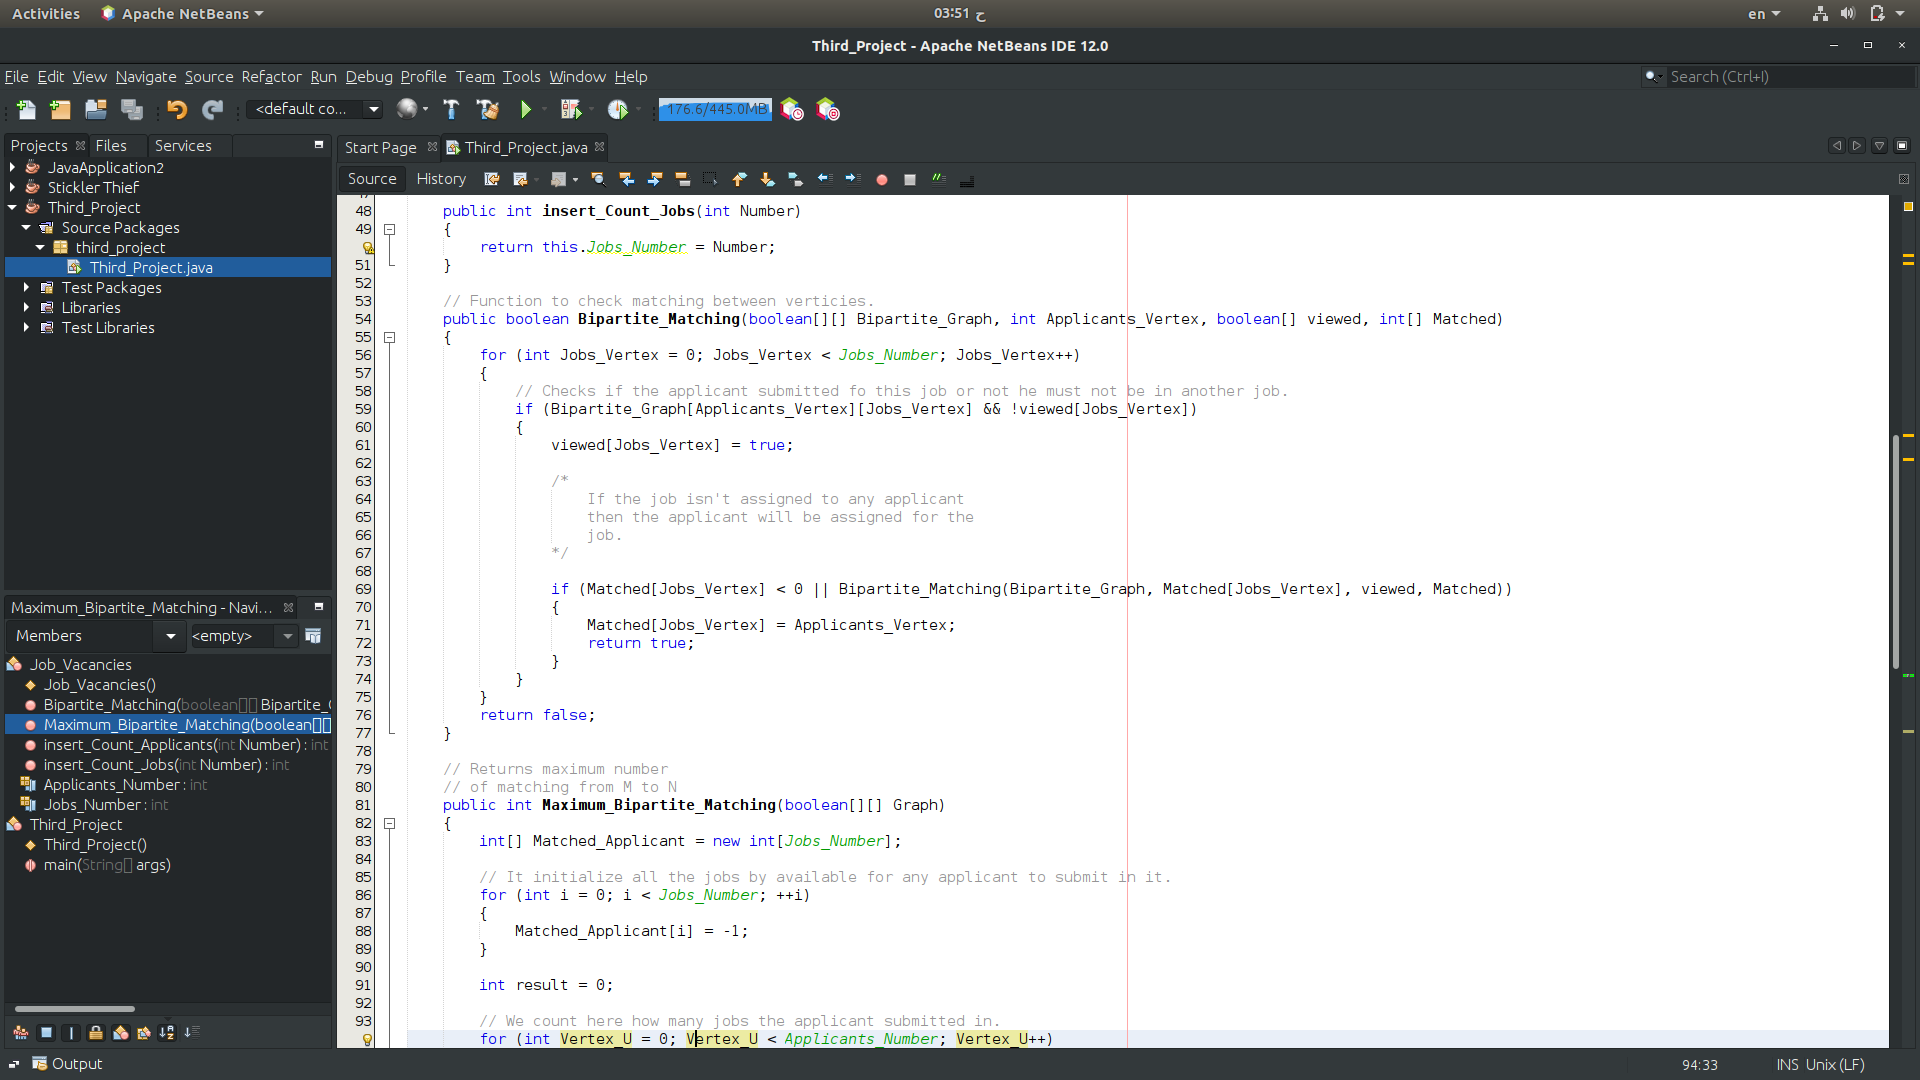 Activities
Apache NetBeans
03:51 ح
en
Third_Project - Apache NetBeans IDE 12.0
File Edit View Navigate Source Refactor Run Debug Profile Team Tools Window Help
Search (Ctrl+I)
<default co...
176.6/445.0MB
Projects
Files
Services
JavaApplication2
Stickler Thief
Third_Project
Source Packages
third_project
Third_Project.java
Test Packages
Libraries
Test Libraries
Maximum_Bipartite_Matching - Navi...
Members
<empty>
Job_Vacancies
Job_Vacancies()
Bipartite_Matching(boolean[][] Bipartite_(
Maximum_Bipartite_Matching(boolean[][]
insert_Count_Applicants(int Number) : int
insert_Count_Jobs(int Number) : int
Applicants_Number : int
Jobs_Number : int
Third_Project
Third_Project()
main(String[] args)
Start Page
Third_Project.java
Source
History
48 public int insert_Count_Jobs(int Number)
49 {
return this.Jobs_Number = Number;
51 }
52
53 // Function to check matching between verticies.
54 public boolean Bipartite_Matching(boolean[][] Bipartite_Graph, int Applicants_Vertex, boolean[] viewed, int[] Matched)
55 {
56 for (int Jobs_Vertex = 0; Jobs_Vertex < Jobs_Number; Jobs_Vertex++)
57 {
58 // Checks if the applicant submitted fo this job or not he must not be in another job.
59 if (Bipartite_Graph[Applicants_Vertex][Jobs_Vertex] && !viewed[Jobs_Vertex])
60 {
61 viewed[Jobs_Vertex] = true;
62
63 /*
64 If the job isn't assigned to any applicant
65 then the applicant will be assigned for the
66 job.
67 */
68
69 if (Matched[Jobs_Vertex] < 0 || Bipartite_Matching(Bipartite_Graph, Matched[Jobs_Vertex], viewed, Matched))
70 {
71 Matched[Jobs_Vertex] = Applicants_Vertex;
72 return true;
73 }
74 }
75 }
76 return false;
77 }
78
79 // Returns maximum number
80 // of matching from M to N
81 public int Maximum_Bipartite_Matching(boolean[][] Graph)
82 {
83 int[] Matched_Applicant = new int[Jobs_Number];
84
85 // It initialize all the jobs by available for any applicant to submit in it.
86 for (int i = 0; i < Jobs_Number; ++i)
87 {
88 Matched_Applicant[i] = -1;
89 }
90
91 int result = 0;
92
93 // We count here how many jobs the applicant submitted in.
for (int Vertex_U = 0; Vertex_U < Applicants_Number; Vertex_U++)
Output
94:33
INS Unix (LF)